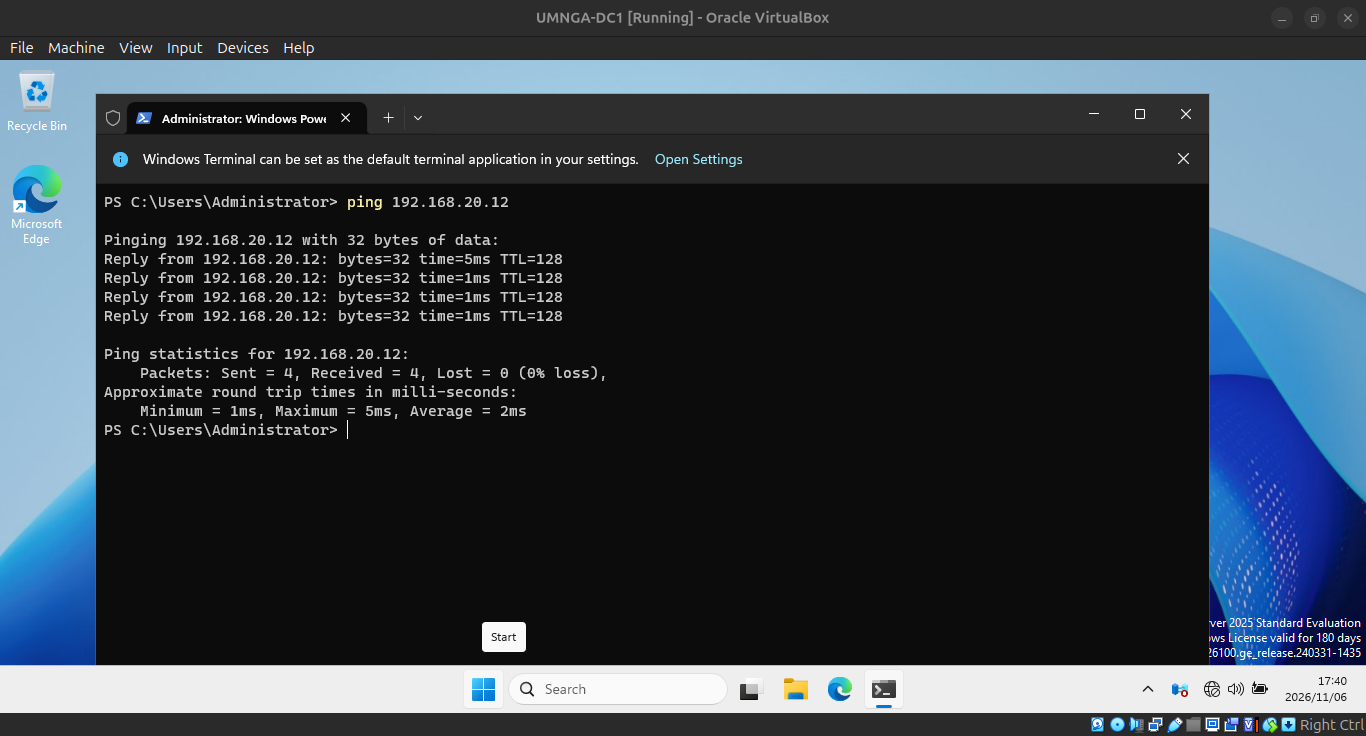 UMNGA-DC1 [Running] - Oracle VirtualBox
File Machine View Input Devices Help
Recycle Bin
Microsoft
Edge
Administrator: Windows Powe
Windows Terminal can be set as the default terminal application in your settings. Open Settings
PS C:\Users\Administrator> ping 192.168.20.12
Pinging 192.168.20.12 with 32 bytes of data:
Reply from 192.168.20.12: bytes=32 time=5ms TTL=128
Reply from 192.168.20.12: bytes=32 time=1ms TTL=128
Reply from 192.168.20.12: bytes=32 time=1ms TTL=128
Reply from 192.168.20.12: bytes=32 time=1ms TTL=128
Ping statistics for 192.168.20.12:
Packets: Sent = 4, Received = 4, Lost = 0 (0% loss),
Approximate round trip times in milli-seconds:
Minimum = 1ms, Maximum = 5ms, Average = 2ms
PS C:\Users\Administrator>
Start
rver 2025 Standard Evaluation
ows License valid for 180 days
26100.ge_release.240331-1435
Search
17:40
2026/11/06
Right Ctrl